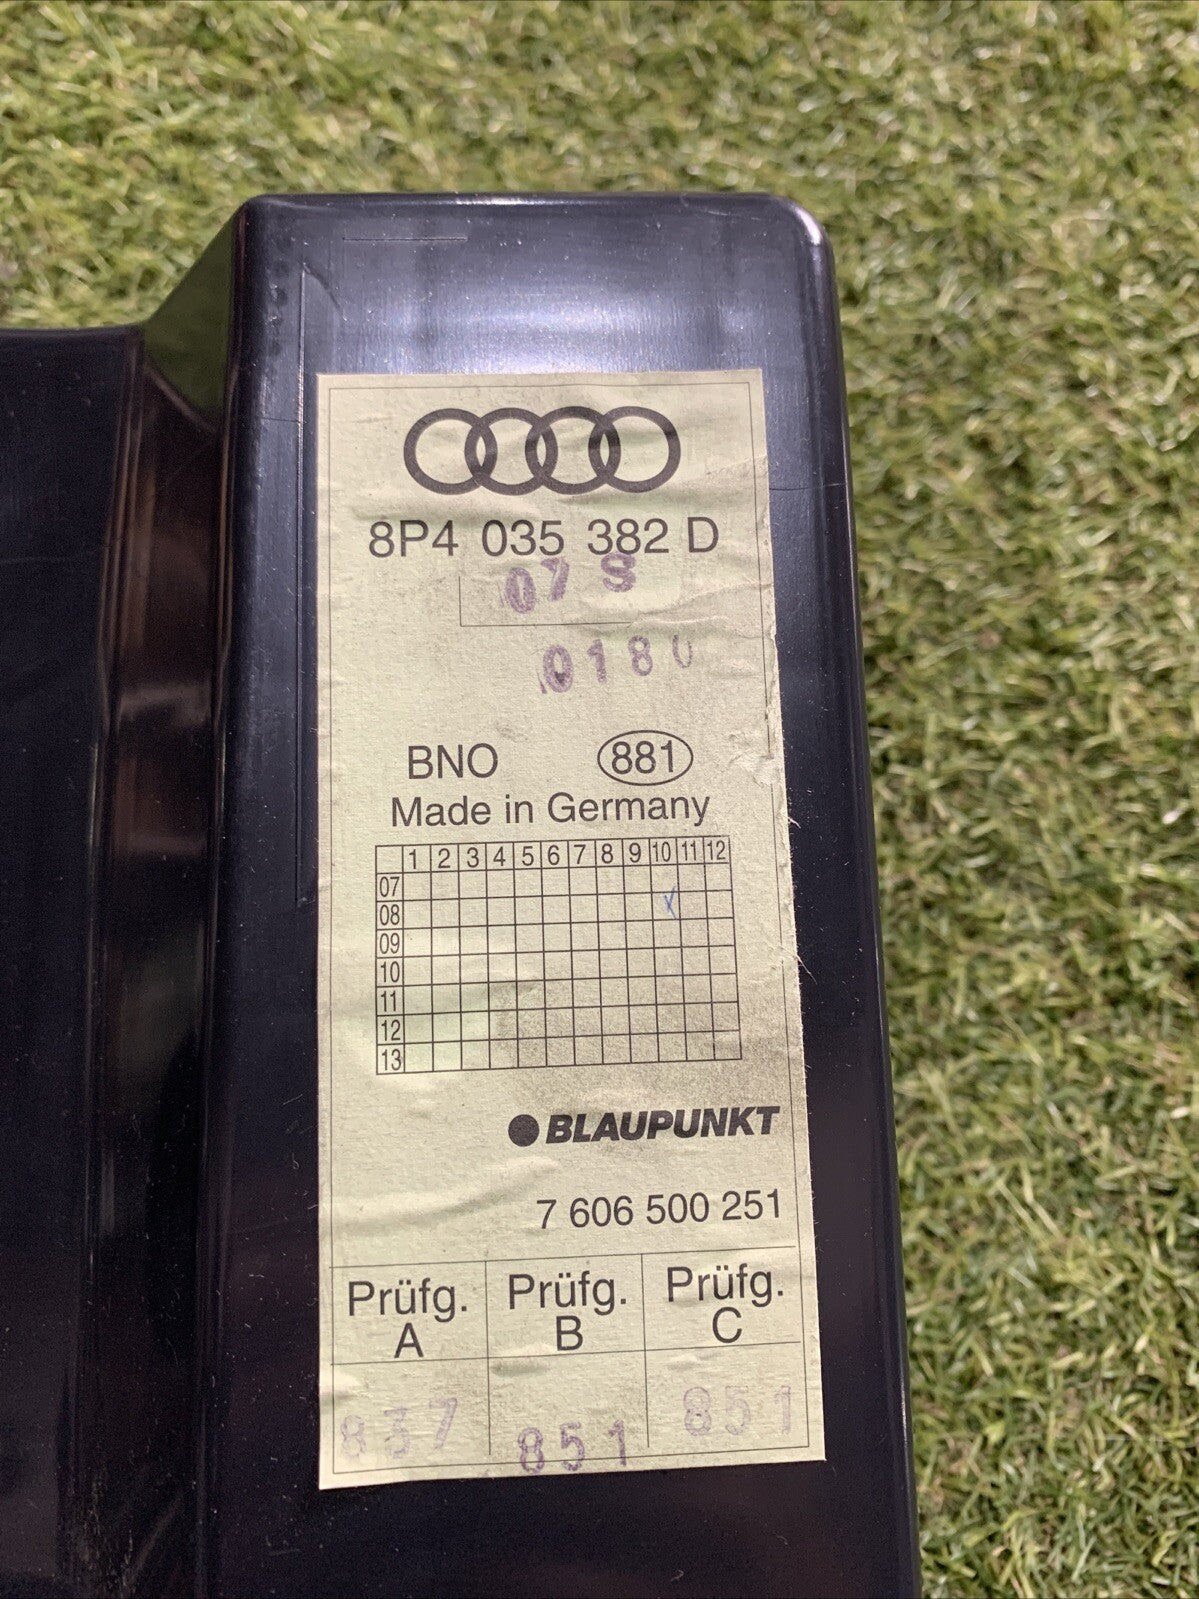 8P4 035 382 D
07 9
0180
BNO 881
Made in Germany
1 2 3 4 5 6 7 8 9 10 11 12
07
08 x
09
10
11
12
13
BLAUPUNKT
7 606 500 251
Prüfg. A Prüfg. B Prüfg. C
837 851 851